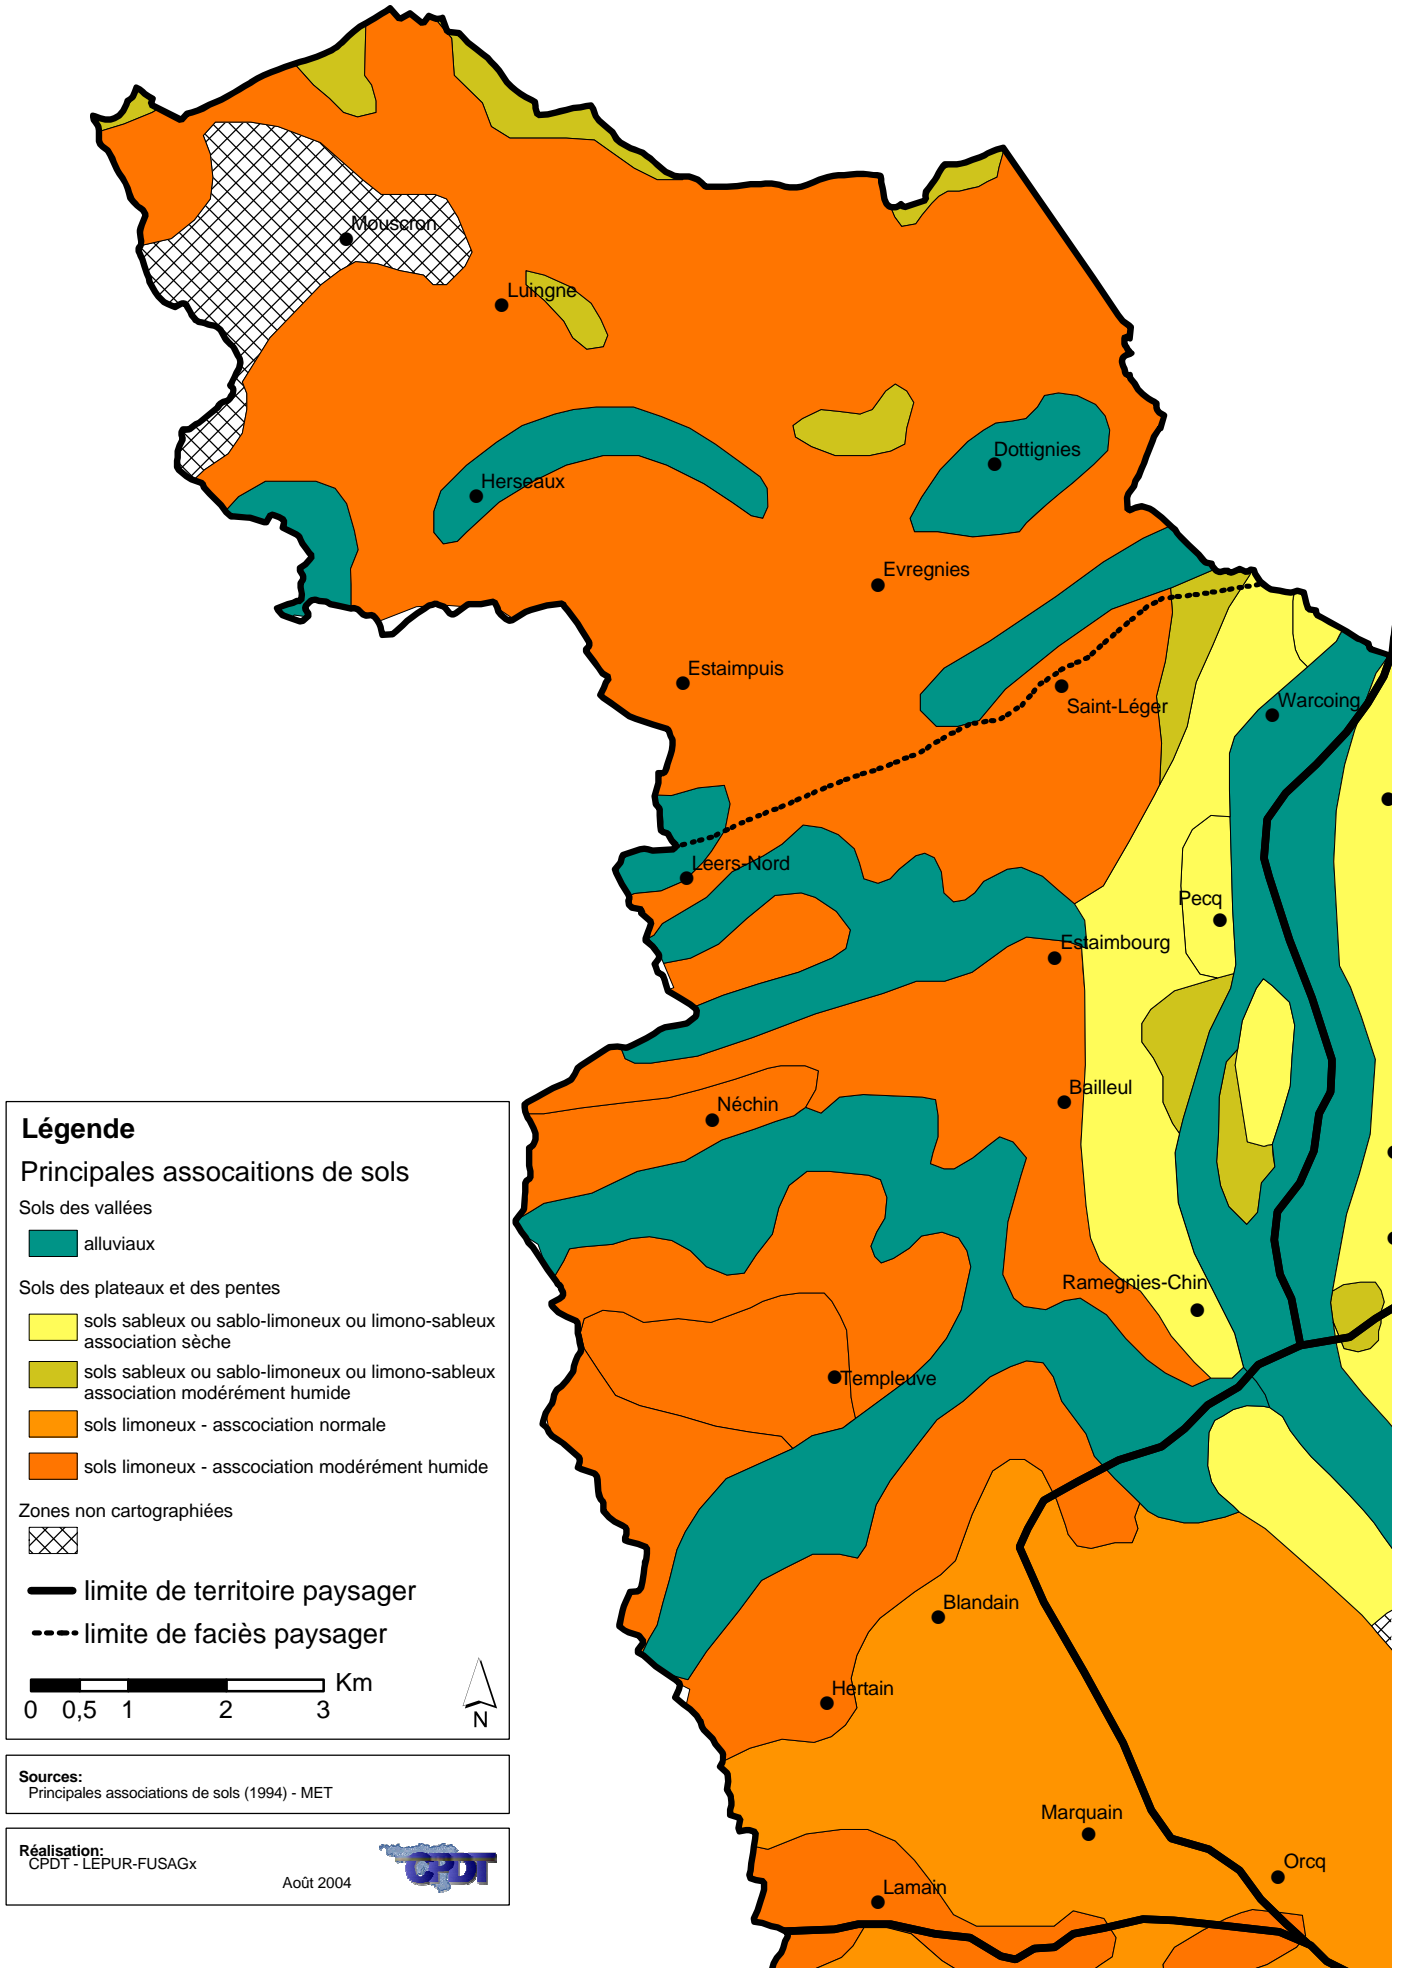 Mouscron
Luingne
Dottignies
Herseaux
Evregnies
Estaimpuis
Saint-Léger
Warcoing
Leers-Nord
Pecq
Estaimbourg
Bailleul
Néchin
Ramegnies-Chin
Templeuve
Blandain
Hertain
Marquain
Orcq
Lamain
Légende
Principales assocaitions de sols
Sols des vallées
alluviaux
Sols des plateaux et des pentes
sols sableux ou sablo-limoneux ou limono-sableux
association sèche
sols sableux ou sablo-limoneux ou limono-sableux
association modérément humide
sols limoneux - asscociation normale
sols limoneux - asscociation modérément humide
Zones non cartographiées
limite de territoire paysager
limite de faciès paysager
Km
0 0,5 1 2 3
N
Sources:
Principales associations de sols (1994) - MET
Réalisation:
CPDT - LEPUR-FUSAGx
Août 2004
CPDT